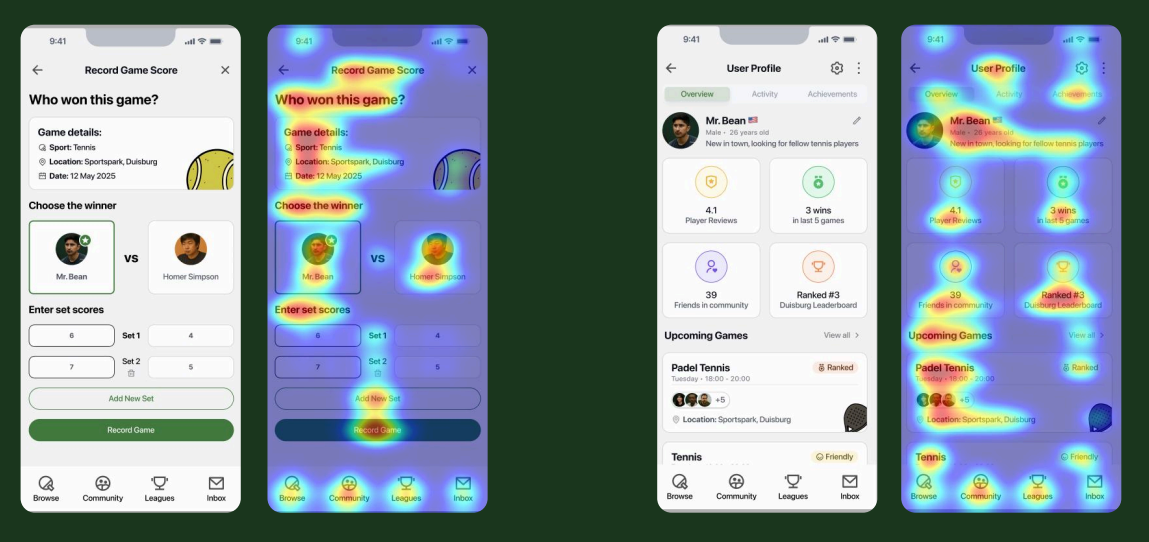 9:41
Record Game Score
Who won this game?
Game details:
Sport: Tennis
Location: Sportspark, Duisburg
Date: 12 May 2025
Choose the winner
Mr. Bean
vs
Homer Simpson
Enter set scores
6 Set 1 4
7 Set 2 5
Add New Set
Record Game
Browse Community Leagues Inbox
9:41
Record Game Score
Who won this game?
Game details:
Sport: Tennis
Location: Sportspark, Duisburg
Date: 12 May 2025
Choose the winner
Mr. Bean
vs
Homer Simpson
Enter set scores
6 Set 1 4
7 Set 2 5
Add New Set
Record Game
Browse Community Leagues Inbox
9:41
User Profile
Overview Activity Achievements
Mr. Bean
Male • 26 years old
New in town, looking for fellow tennis players
4.1
Player Reviews
3 wins
in last 5 games
39
Friends in community
Ranked #3
Duisburg Leaderboard
Upcoming Games View all >
Padel Tennis Ranked
Tuesday • 18:00 - 20:00
+5
Location: Sportspark, Duisburg
Tennis Friendly
Browse Community Leagues Inbox
9:41
User Profile
Overview Activity Achievements
Mr. Bean
Male • 26 years old
New in town, looking for fellow tennis players
4.1
Player Reviews
3 wins
in last 5 games
39
Friends in community
Ranked #3
Duisburg Leaderboard
Upcoming Games View all >
Padel Tennis Ranked
Tuesday • 18:00 - 20:00
+5
Location: Sportspark, Duisburg
Tennis Friendly
Browse Community Leagues Inbox